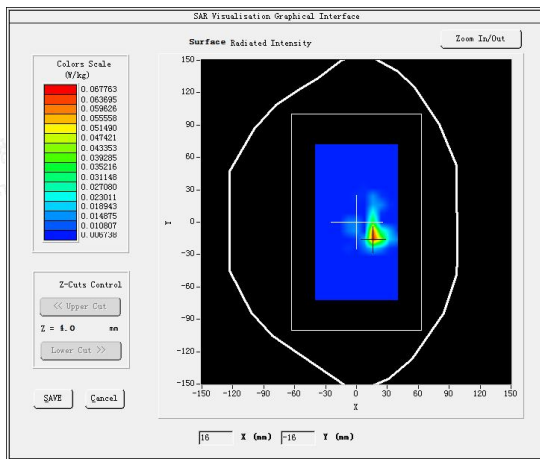 SAR Visualisation Graphical Interface
Surface Radiated Intensity
Zoom In/Out
Colors Scale
(W/kg)
0.067763
0.063695
0.059626
0.055558
0.051490
0.047421
0.043353
0.039285
0.035216
0.031148
0.027080
0.023011
0.018943
0.014875
0.010807
0.006738
Z-Cuts Control
<< Upper Cut
Z = 4.0 mm
Lower Cut >>
SAVE Cancel
Y
150
120
90
60
30
0
-30
-60
-90
-120
-150
-150 -120 -90 -60 -30 0 30 60 90 120 150
X
16 X (mm) -16 Y (mm)